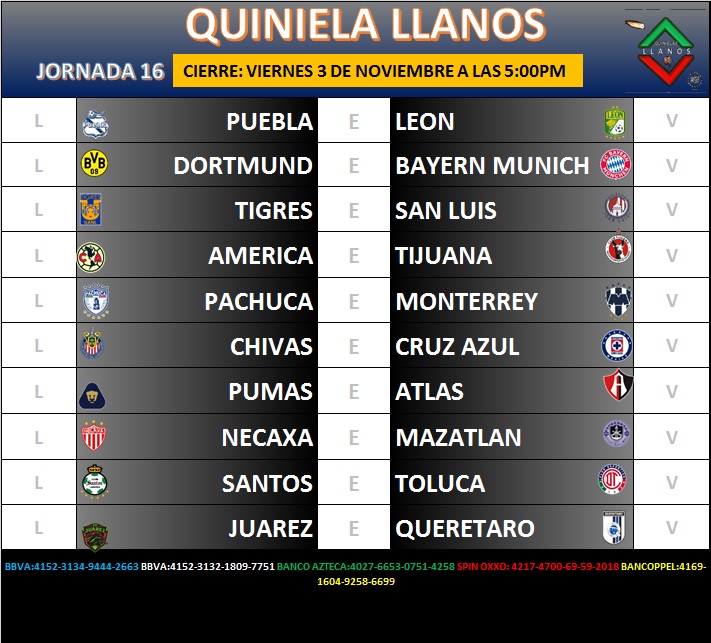 QUINIELA LLANOS
JORNADA 16 CIERRE: VIERNES 3 DE NOVIEMBRE A LAS 5:00PM
QUINIELAS
LLANOS
L PUEBLA E LEON V
L DORTMUND E BAYERN MUNICH V
L TIGRES E SAN LUIS V
L AMERICA E TIJUANA V
L PACHUCA E MONTERREY V
L CHIVAS E CRUZ AZUL V
L PUMAS E ATLAS V
L NECAXA E MAZATLAN V
L SANTOS E TOLUCA V
L JUAREZ E QUERETARO V
BBVA:4152-3134-9444-2663 BBVA:4152-3132-1809-7751 BANCO AZTECA:4027-6653-0751-4258 SPIN OXXO: 4217-4700-69-59-2018 BANCOPPEL:4169-
1604-9258-6699